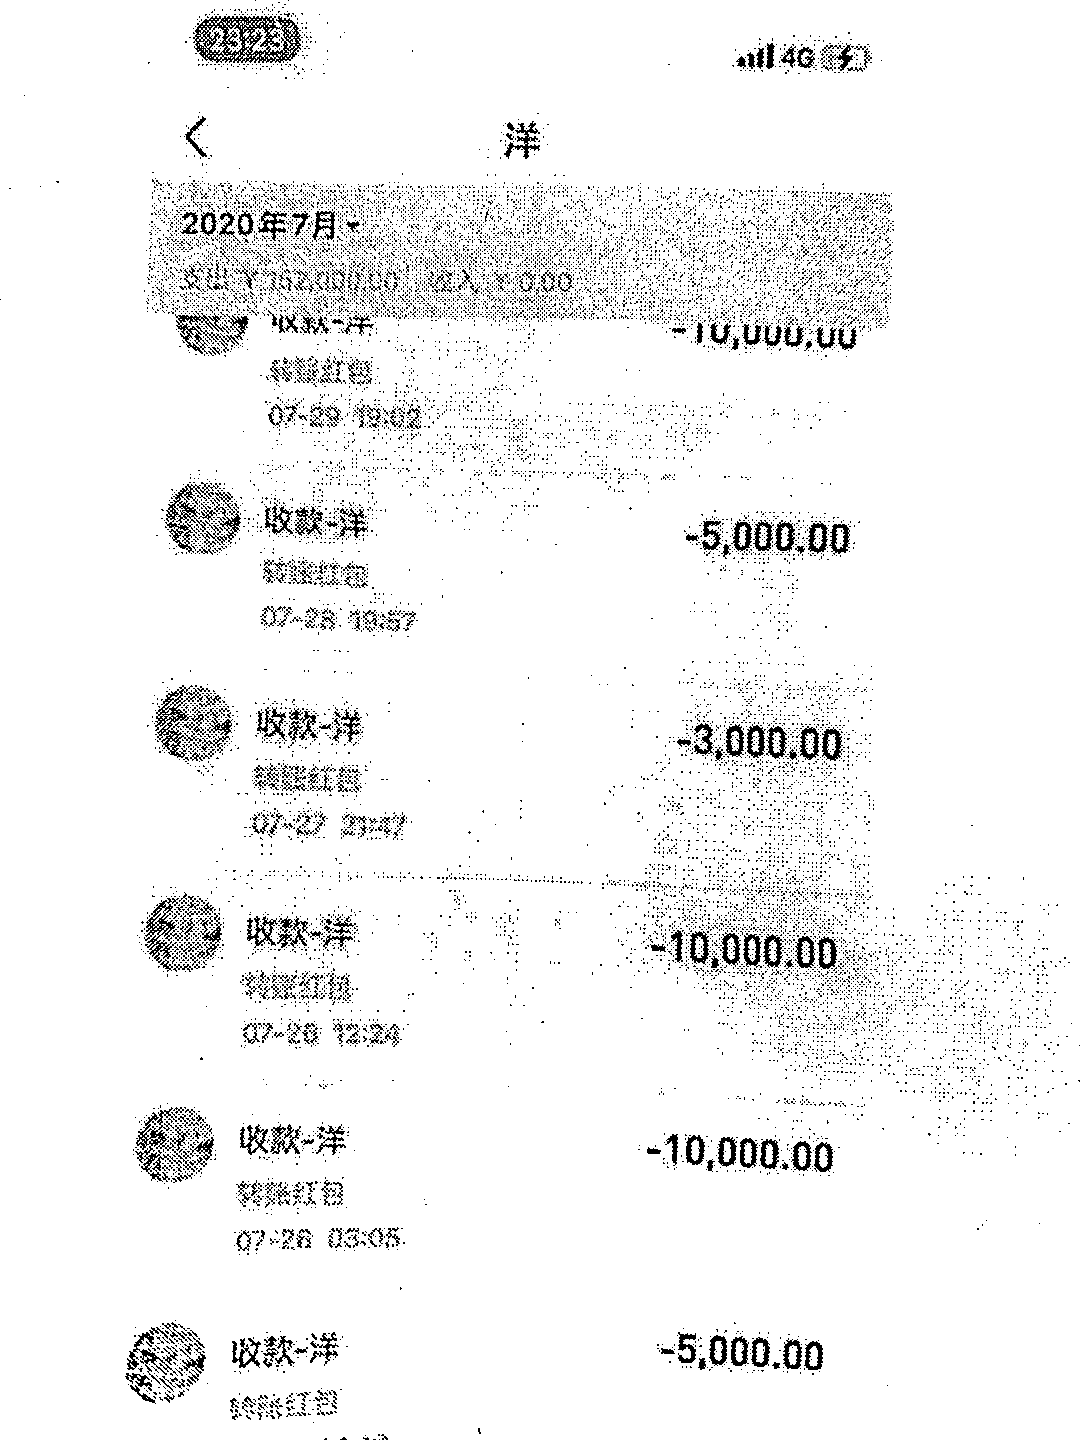 23:23
4G
洋
2020年7月
支出 ¥ 收入 ¥ 0.00
收款-洋 -10,000.00
转账红包
07-29 19:02
收款-洋 -5,000.00
转账红包
07-28 19:57
收款-洋 -3,000.00
转账红包
07-27 21:47
收款-洋 -10,000.00
转账红包
07-26 12:24
收款-洋 -10,000.00
转账红包
07-26 03:05
收款-洋 -5,000.00
转账红包